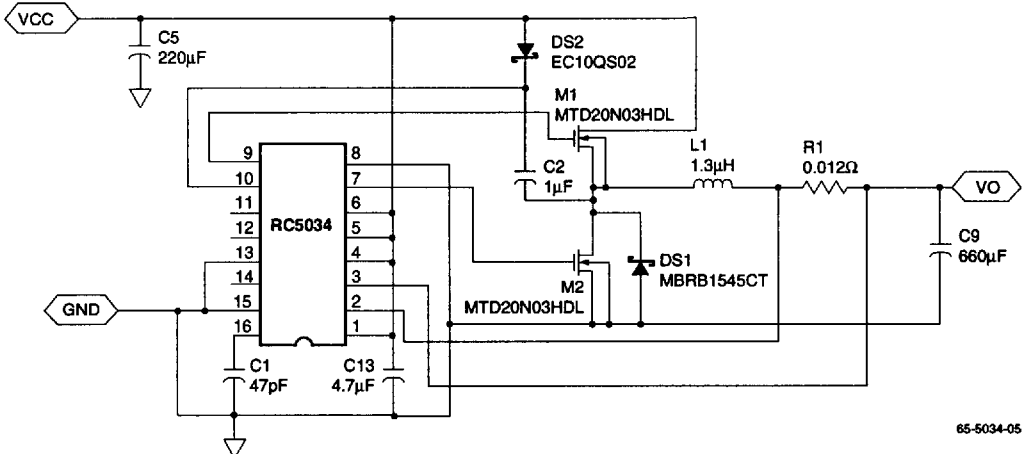 VCC
C5
220µF
DS2
EC10QS02
M1
MTD20N03HDL
L1
1.3µH
R1
0.012Ω
VO
C2
1µF
C9
660µF
DS1
MBRB1545CT
M2
MTD20N03HDL
RC5034
9
10
11
12
13
14
15
16
8
7
6
5
4
3
2
1
GND
C1
47pF
C13
4.7µF
65-5034-05